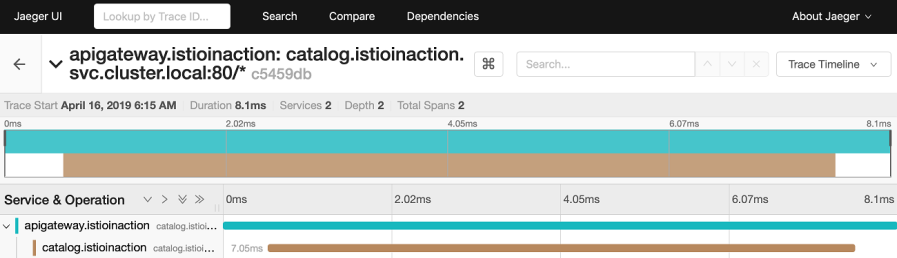 Jaeger UI Lookup by Trace ID... Search Compare Dependencies About Jaeger
apigateway.istioinaction: catalog.istioinaction.
svc.cluster.local:80/* c5459db
⌘ Search... Trace Timeline
Trace Start April 16, 2019 6:15 AM Duration 8.1ms Services 2 Depth 2 Total Spans 2
0ms 2.02ms 4.05ms 6.07ms 8.1ms
Service & Operation 0ms 2.02ms 4.05ms 6.07ms 8.1ms
apigateway.istioinaction catalog.istioi...
catalog.istioinaction catalog.istioi... 7.05ms